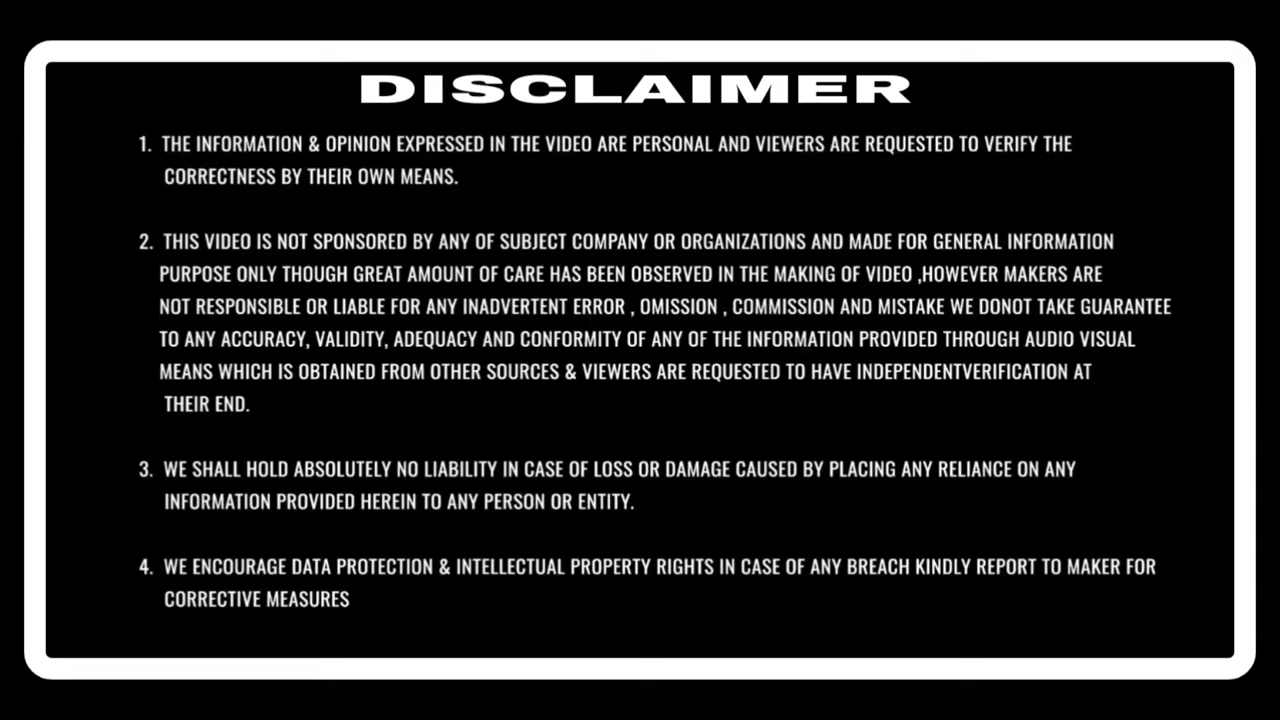 DISCLAIMER
1. THE INFORMATION & OPINION EXPRESSED IN THE VIDEO ARE PERSONAL AND VIEWERS ARE REQUESTED TO VERIFY THE
CORRECTNESS BY THEIR OWN MEANS.
2. THIS VIDEO IS NOT SPONSORED BY ANY OF SUBJECT COMPANY OR ORGANIZATIONS AND MADE FOR GENERAL INFORMATION
PURPOSE ONLY THOUGH GREAT AMOUNT OF CARE HAS BEEN OBSERVED IN THE MAKING OF VIDEO ,HOWEVER MAKERS ARE
NOT RESPONSIBLE OR LIABLE FOR ANY INADVERTENT ERROR , OMISSION , COMMISSION AND MISTAKE WE DONOT TAKE GUARANTEE
TO ANY ACCURACY, VALIDITY, ADEQUACY AND CONFORMITY OF ANY OF THE INFORMATION PROVIDED THROUGH AUDIO VISUAL
MEANS WHICH IS OBTAINED FROM OTHER SOURCES & VIEWERS ARE REQUESTED TO HAVE INDEPENDENTVERIFICATION AT
THEIR END.
3. WE SHALL HOLD ABSOLUTELY NO LIABILITY IN CASE OF LOSS OR DAMAGE CAUSED BY PLACING ANY RELIANCE ON ANY
INFORMATION PROVIDED HEREIN TO ANY PERSON OR ENTITY.
4. WE ENCOURAGE DATA PROTECTION & INTELLECTUAL PROPERTY RIGHTS IN CASE OF ANY BREACH KINDLY REPORT TO MAKER FOR
CORRECTIVE MEASURES